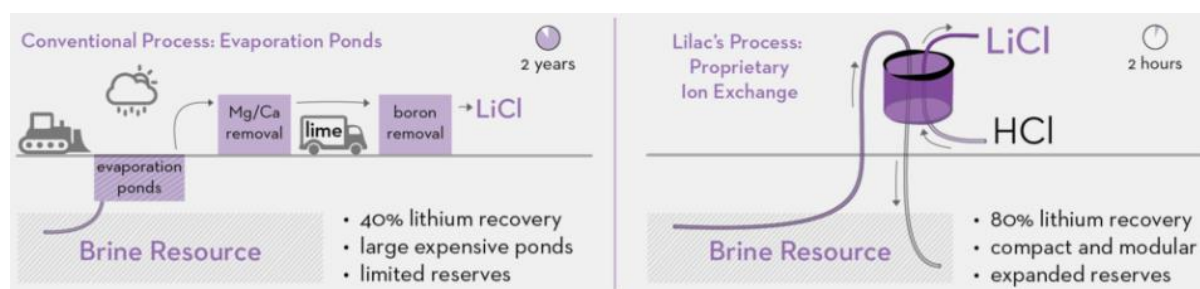 Conventional Process: Evaporation Ponds
2 years
Mg/Ca
removal
lime
boron
removal
LiCl
evaporation
ponds
Brine Resource
• 40% lithium recovery
• large expensive ponds
• limited reserves
Lilac's Process:
Proprietary
Ion Exchange
LiCl
2 hours
HCl
Brine Resource
• 80% lithium recovery
• compact and modular
• expanded reserves